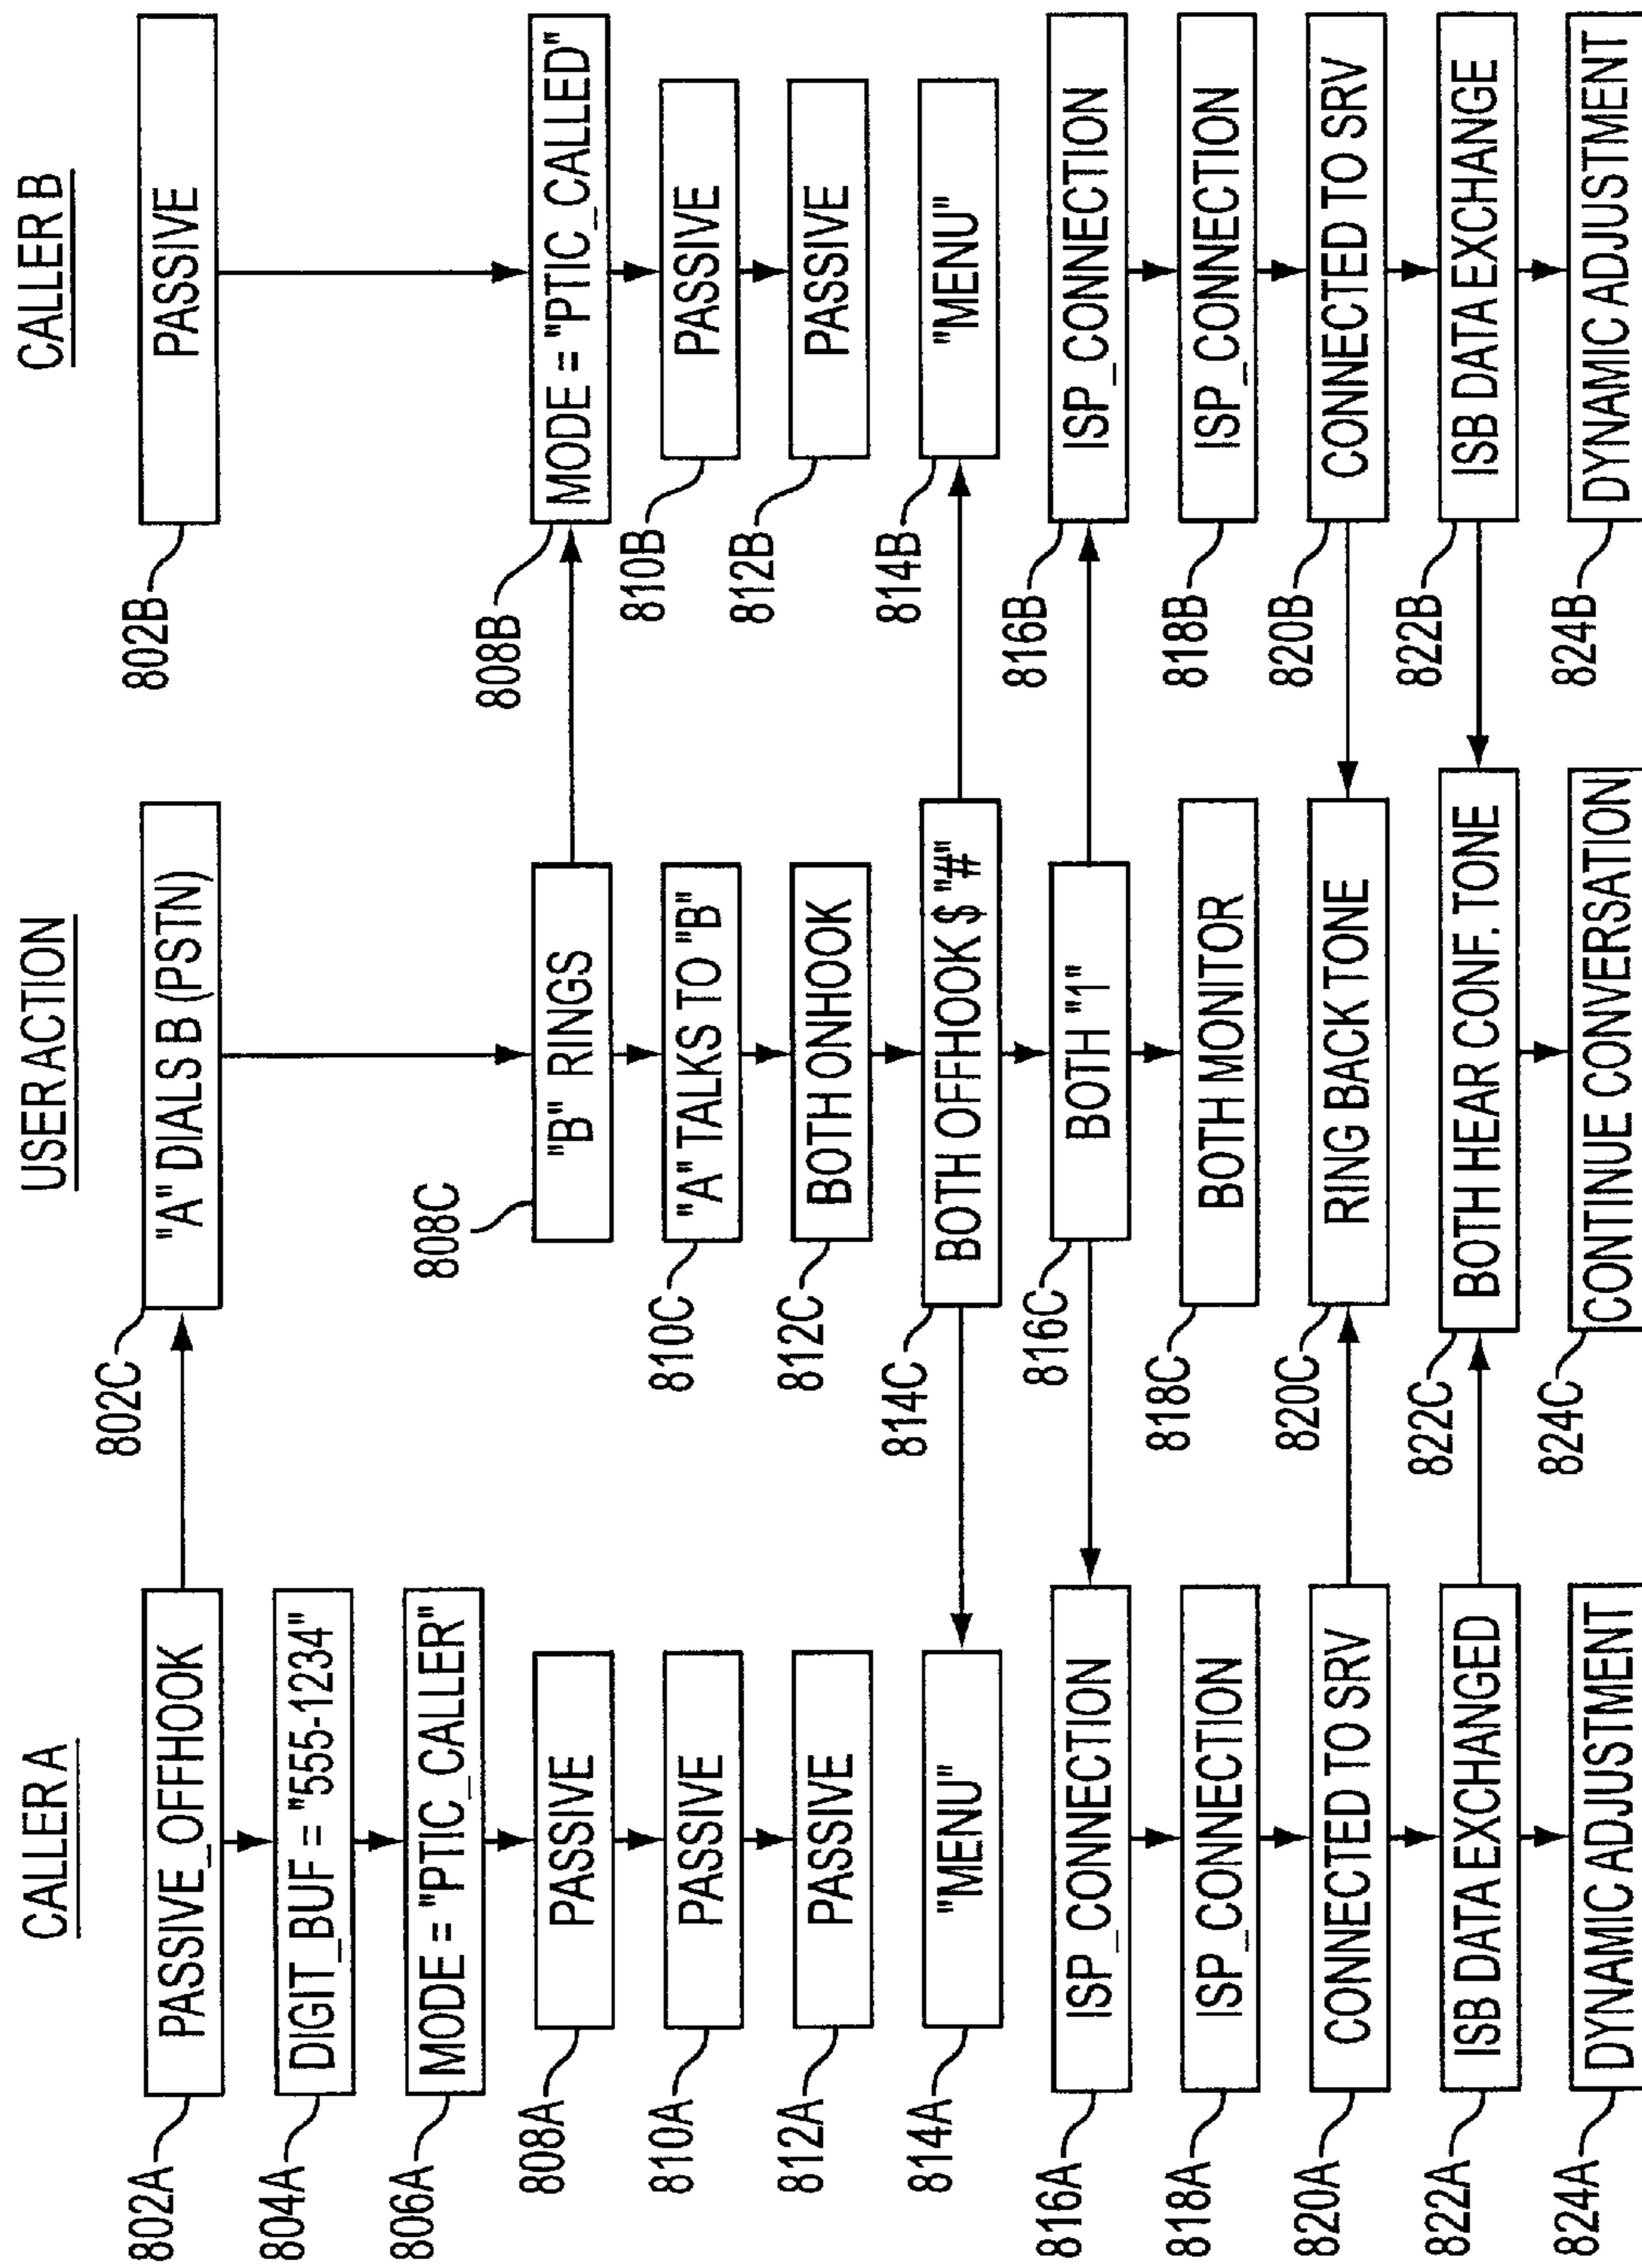 CALLER A
USER ACTION
CALLER B
802A
PASSIVE_OFFHOOK
802C
"A" DIALS B (PSTN)
802B
PASSIVE
804A
DIGIT_BUF = "555-1234"
806A
MODE = "PTIC_CALLER"
808A
PASSIVE
808C
"B" RINGS
808B
MODE = "PTIC_CALLED"
810A
PASSIVE
810C
"A" TALKS TO "B"
810B
PASSIVE
812A
PASSIVE
812C
BOTH ONHOOK
812B
PASSIVE
814A
"MENU"
814C
BOTH OFFHOOK $ "#"
814B
"MENU"
816A
ISP_CONNECTION
816C
BOTH "1"
816B
ISP_CONNECTION
818A
ISP_CONNECTION
818C
BOTH MONITOR
818B
ISP_CONNECTION
820A
CONNECTED TO SRV
820C
RING BACK TONE
820B
CONNECTED TO SRV
822A
ISB DATA EXCHANGED
822C
BOTH HEAR CONF. TONE
822B
ISB DATA EXCHANGE
824A
DYNAMIC ADJUSTMENT
824C
CONTINUE CONVERSATION
824B
DYNAMIC ADJUSTMENT